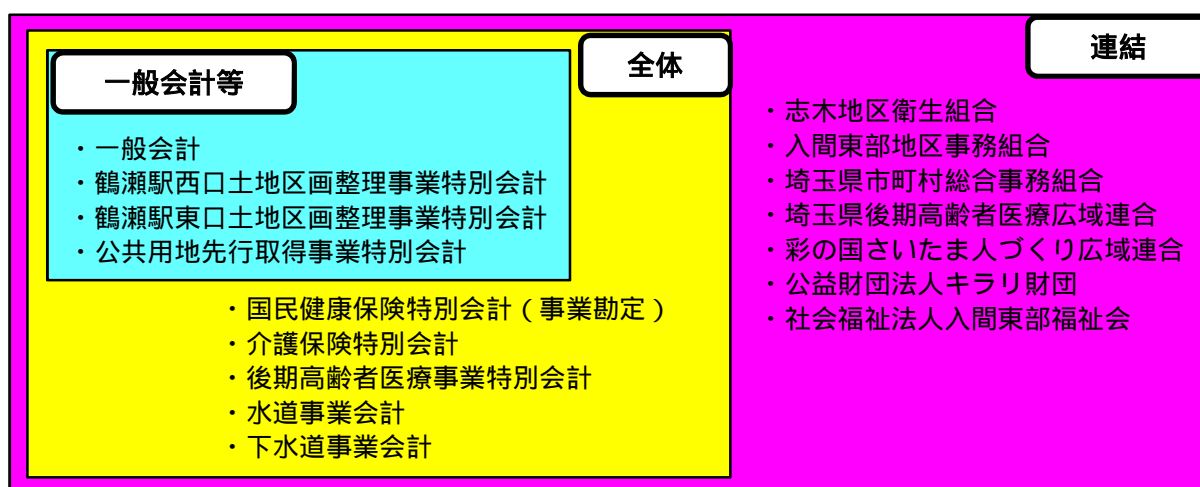 一般会計等
・一般会計
・鶴瀬駅西口土地区画整理事業特別会計
・鶴瀬駅東口土地区画整理事業特別会計
・公共用地先行取得事業特別会計
全体
・国民健康保険特別会計（事業勘定）
・介護保険特別会計
・後期高齢者医療事業特別会計
・水道事業会計
・下水道事業会計
連結
・志木地区衛生組合
・入間東部地区事務組合
・埼玉県市町村総合事務組合
・埼玉県後期高齢者医療広域連合
・彩の国さいたま人づくり広域連合
・公益財団法人キラリ財団
・社会福祉法人入間東部福祉会